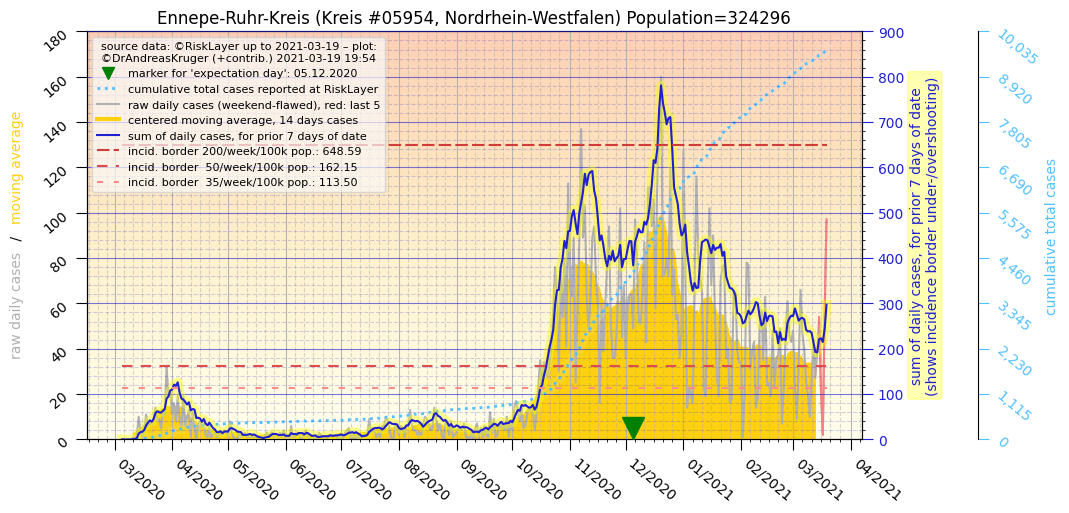 Ennepe-Ruhr-Kreis (Kreis #05954, Nordrhein-Westfalen) Population=324296
source data: ©RiskLayer up to 2021-03-19 – plot:
©DrAndreasKruger (+contrib.) 2021-03-19 19:54
marker for 'expectation day': 05.12.2020
cumulative total cases reported at RiskLayer
raw daily cases (weekend-flawed), red: last 5
centered moving average, 14 days cases
sum of daily cases, for prior 7 days of date
incid. border 200/week/100k pop.: 648.59
incid. border  50/week/100k pop.: 162.15
incid. border  35/week/100k pop.: 113.50
raw daily cases / moving average
180
160
140
120
100
80
60
40
20
0
03/2020
04/2020
05/2020
06/2020
07/2020
08/2020
09/2020
10/2020
11/2020
12/2020
01/2021
02/2021
03/2021
04/2021
900
800
700
600
500
400
300
200
100
0
sum of daily cases, for prior 7 days of date
(shows incidence border under-/overshooting)
10,035
8,920
7,805
6,690
5,575
4,460
3,345
2,230
1,115
0
cumulative total cases